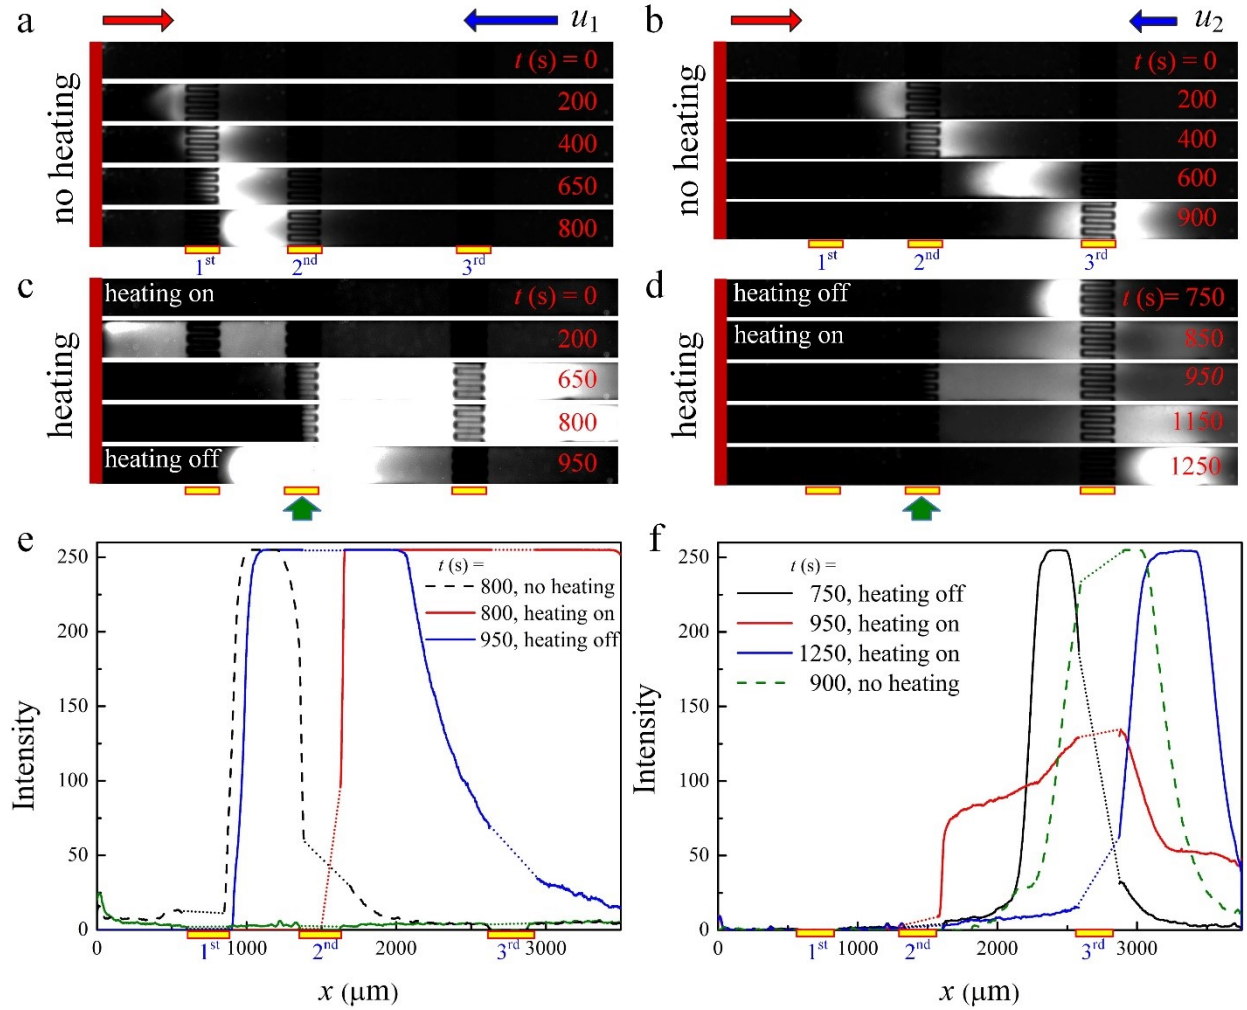 a
u1
no heating
t (s) = 0
200
400
650
800
1st
2nd
3rd
b
u2
no heating
t (s) = 0
200
400
600
900
1st
2nd
3rd
c
heating
heating on
t (s) = 0
200
650
800
heating off
950
d
heating
heating off
t (s)= 750
heating on
850
950
1150
1250
e
Intensity
250
200
150
100
50
0
t (s) =
800, no heating
800, heating on
950, heating off
0
1st
1000
2nd
2000
3rd
3000
x (μm)
f
Intensity
250
200
150
100
50
0
t (s) =
750, heating off
950, heating on
1250, heating on
900, no heating
0
1st
1000
2nd
2000
3rd
3000
x (μm)